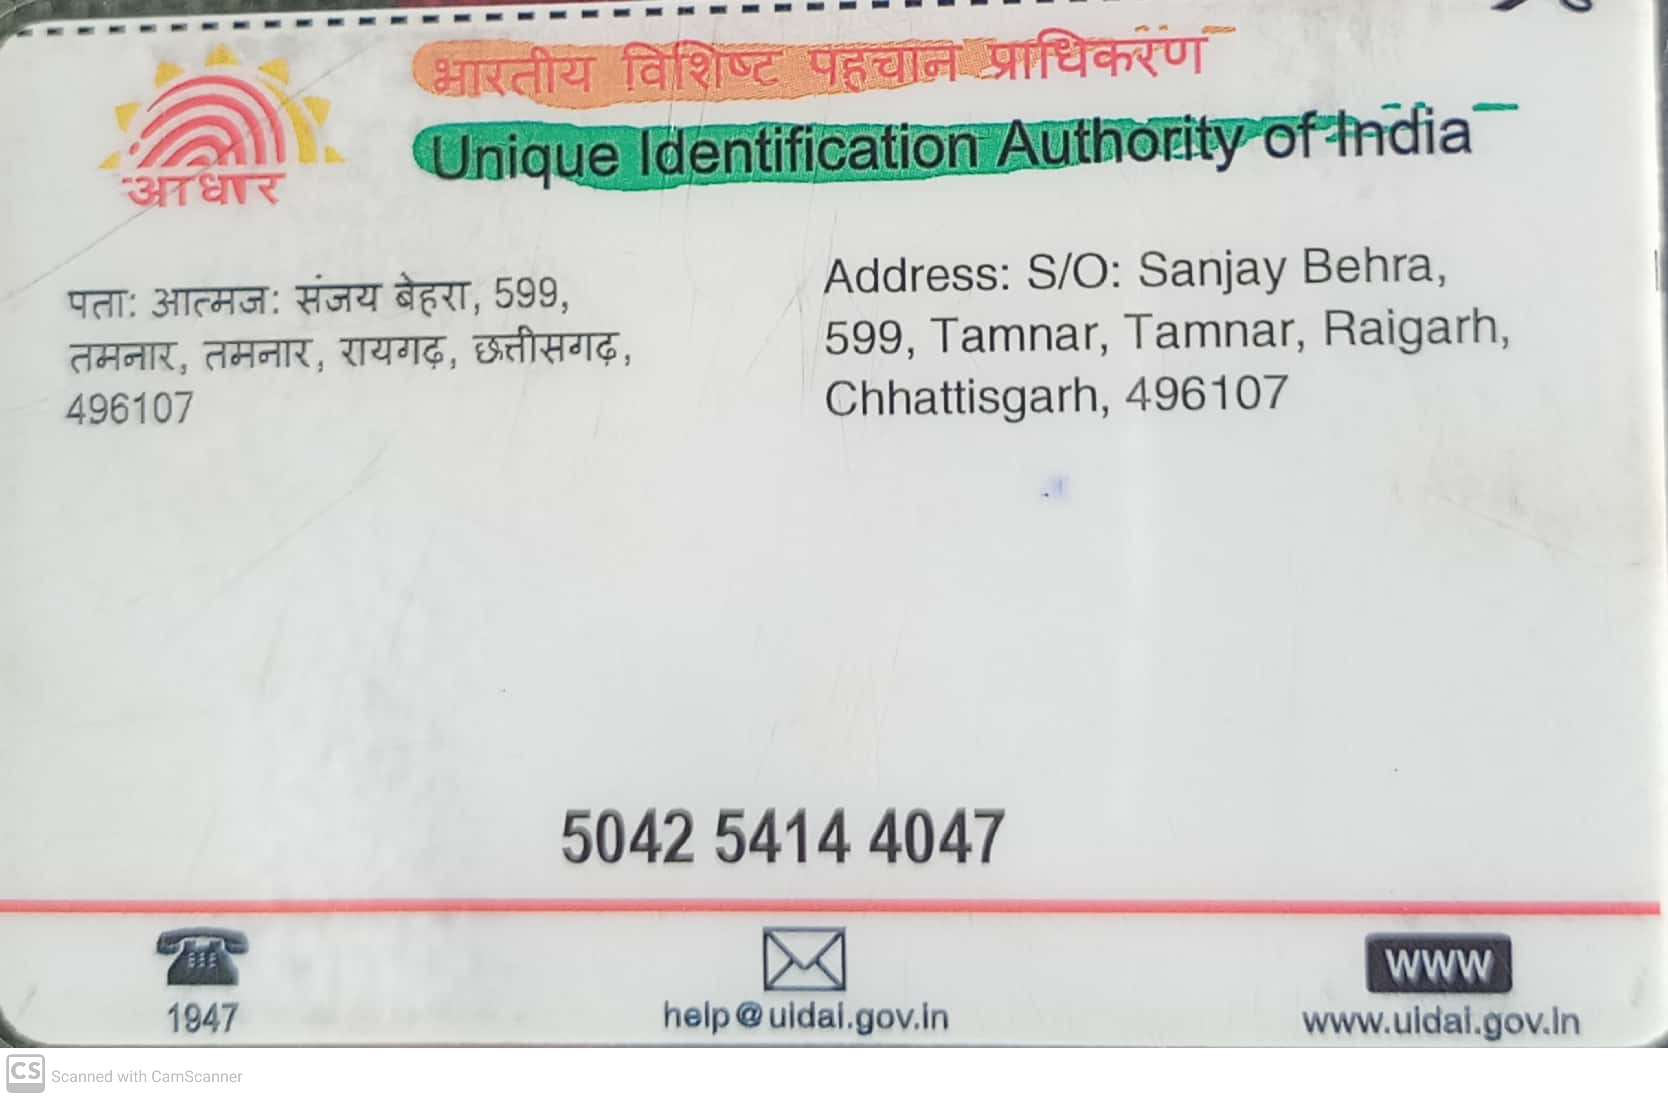 भारतीय विशिष्ट पहचान प्राधिकरण
Unique Identification Authority of India
आधार
पता: आत्मज: संजय बेहरा, 599,
तमनार, तमनार, रायगढ़, छत्तीसगढ़,
496107
Address: S/O: Sanjay Behra,
599, Tamnar, Tamnar, Raigarh,
Chhattisgarh, 496107
5042 5414 4047
1947
help@uidai.gov.in
www
www.uidai.gov.in
CS Scanned with CamScanner